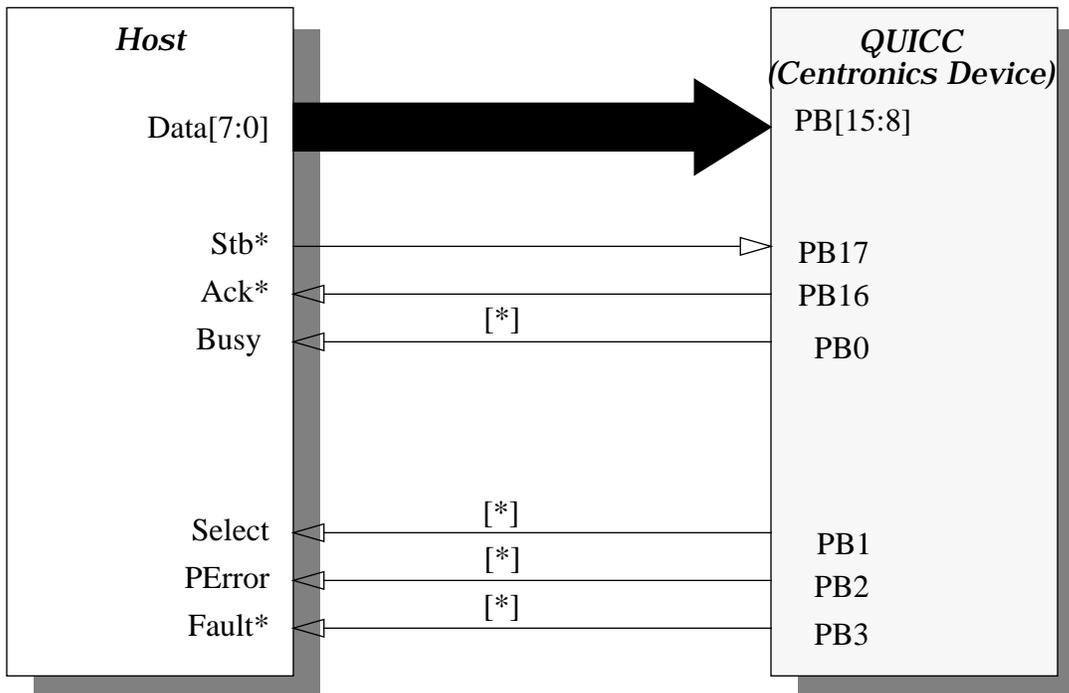 Host
QUICC
(Centronics Device)
Data[7:0]
PB[15:8]
Stb*
PB17
Ack*
PB16
[*]
Busy
PB0
[*]
Select
PB1
[*]
PError
PB2
[*]
Fault*
PB3